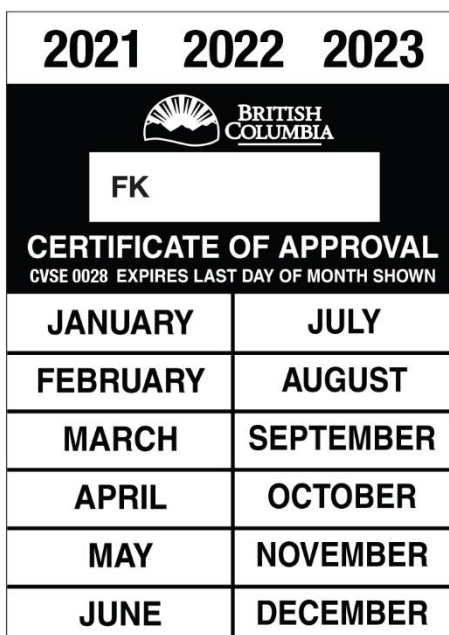 2021 2022 2023
BRITISH
COLUMBIA
FK
CERTIFICATE OF APPROVAL
CVSE 0028 EXPIRES LAST DAY OF MONTH SHOWN
JANUARY JULY
FEBRUARY AUGUST
MARCH SEPTEMBER
APRIL OCTOBER
MAY NOVEMBER
JUNE DECEMBER